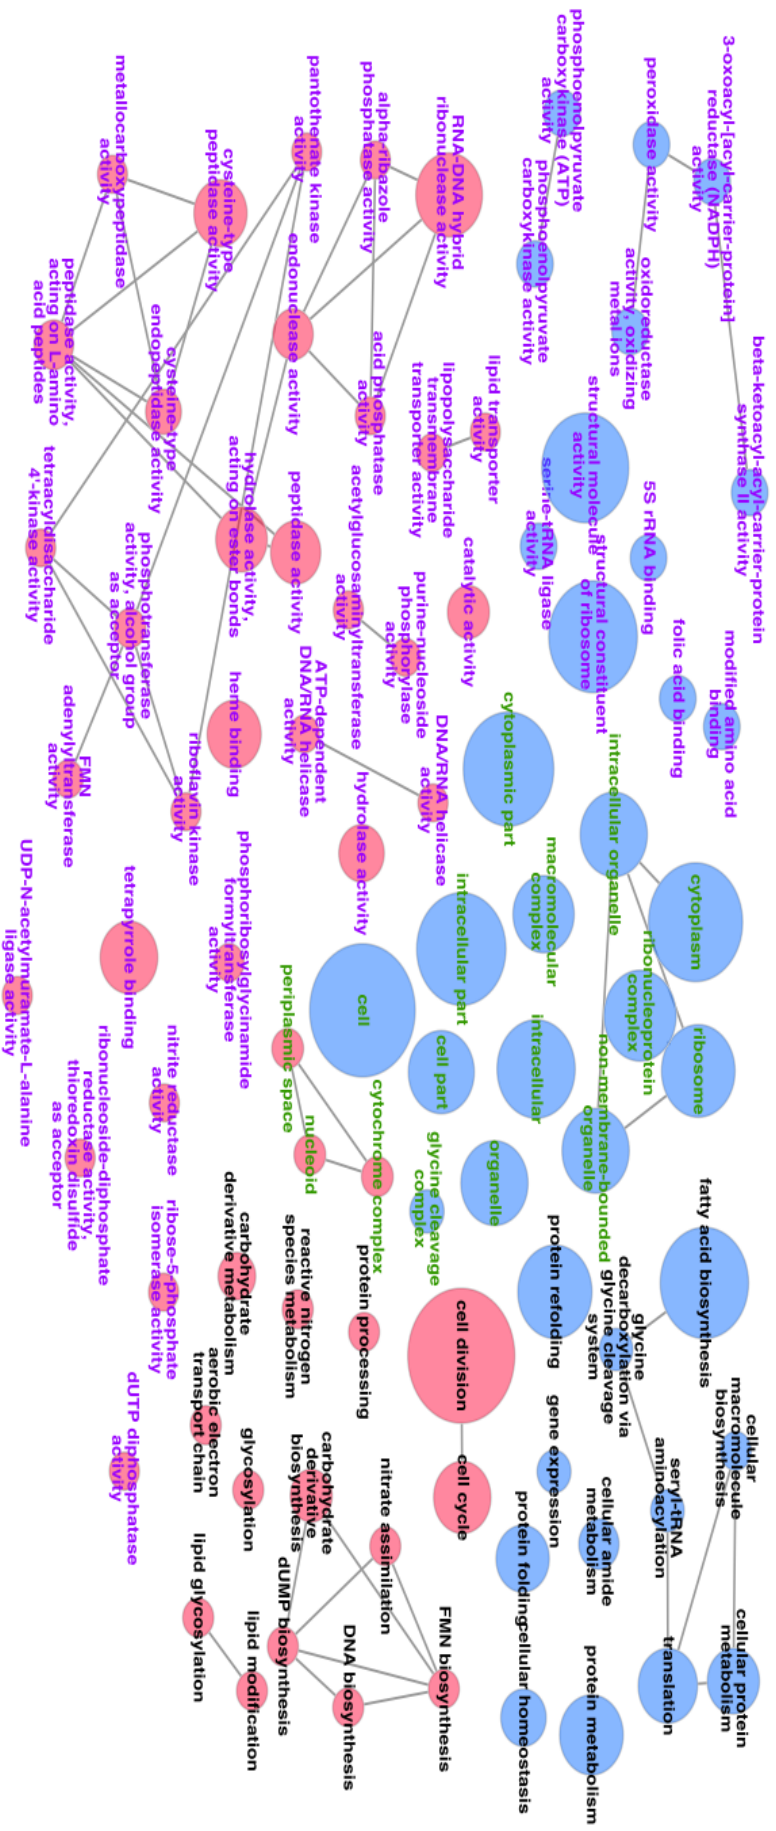 3-oxoacyl-[acyl-carrier-protein]
reductase (NADPH)
activity
beta-ketoacyl-acyl-carrier-protein
synthase II activity
modified amino acid
binding
peroxidase activity
oxidoreductase
activity, oxidizing
metal ions
5S rRNA binding
folic acid binding
phosphoenolpyruvate
carboxykinase (ATP)
activity
phosphoenolpyruvate
carboxykinase activity
structural molecule
activity
serine-tRNA ligase
activity
structural constituent
of ribosome
RNA-DNA hybrid
ribonuclease activity
lipid transporter
activity
lipopolysaccharide
transmembrane
transporter activity
catalytic activity
alpha-ribazole
phosphatase activity
acid phosphatase
activity
purine-nucleoside
phosphorylase
activity
acetylglucosaminyltransferase
activity
DNA/RNA helicase
activity
pantothenate kinase
activity
endonuclease activity
peptidase activity
ATP-dependent
DNA/RNA helicase
activity
hydrolase activity
cysteine-type
peptidase activity
hydrolase activity,
acting on ester bonds
heme binding
metallocarboxypeptidase
activity
cysteine-type
endopeptidase activity
phosphotransferase
activity, alcohol group
as acceptor
riboflavin kinase
activity
peptidase activity,
acting on L-amino
acid peptides
tetraacyldisaccharide
4'-kinase activity
FMN
adenylyltransferase
activity
phosphoribosylglycinamide
formyltransferase
activity
tetrapyrrole binding
UDP-N-acetylmuramate-L-alanine
ligase activity
nitrite reductase
activity
ribonucleoside-diphosphate
reductase activity,
thioredoxin disulfide
as acceptor
ribose-5-phosphate
isomerase activity
dUTP diphosphatase
activity
cytoplasmic part
intracellular organelle
cytoplasm
macromolecular
complex
ribonucleoprotein
complex
ribosome
intracellular part
intracellular
non-membrane-bounded
organelle
cell
cell part
organelle
periplasmic space
nucleoid
cytochrome complex
glycine cleavage
complex
fatty acid biosynthesis
protein refolding
glycine
decarboxylation via
glycine cleavage
system
cellular
macromolecule
biosynthesis
seryl-tRNA
aminoacylation
cellular protein
metabolism
translation
gene expression
cellular amide
metabolism
protein folding
cellular homeostasis
protein metabolism
cell division
cell cycle
protein processing
reactive nitrogen
species metabolism
carbohydrate
derivative metabolism
aerobic electron
transport chain
glycosylation
carbohydrate
derivative
biosynthesis
nitrate assimilation
FMN biosynthesis
dUMP biosynthesis
DNA biosynthesis
lipid glycosylation
lipid modification